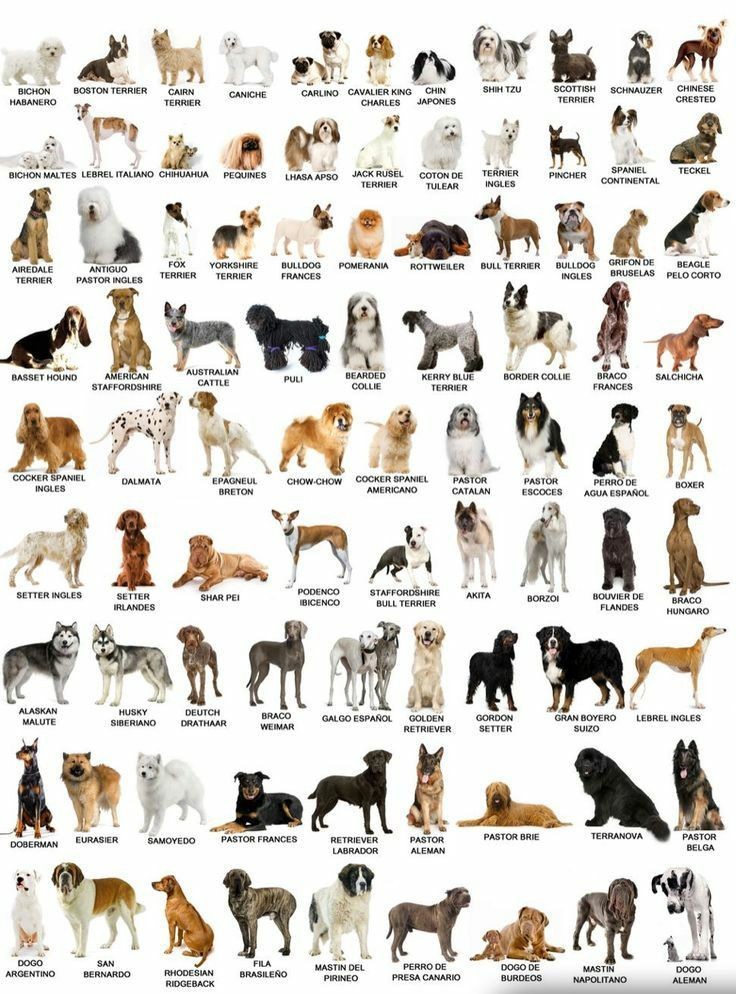 BICHON
HABANERO
BOSTON TERRIER
CAIRN
TERRIER
CANICHE
CARLINO
CAVALIER KING
CHARLES
CHIN
JAPONES
SHIH TZU
SCOTTISH
TERRIER
SCHNAUZER
CHINESE
CRESTED
BICHON MALTES
LEBREL ITALIANO
CHIHUAHUA
PEQUINES
LHASA APSO
JACK RUSEL
TERRIER
COTON DE
TULEAR
TERRIER
INGLES
PINCHER
SPANIEL
CONTINENTAL
TECKEL
AIREDALE
TERRIER
ANTIGUO
PASTOR INGLES
FOX
TERRIER
YORKSHIRE
TERRIER
BULLDOG
FRANCES
POMERANIA
ROTTWEILER
BULL TERRIER
BULLDOG
INGLES
GRIFON DE
BRUSELAS
BEAGLE
PELO CORTO
BASSET HOUND
AMERICAN
STAFFORDSHIRE
AUSTRALIAN
CATTLE
PULI
BEARDED
COLLIE
KERRY BLUE
TERRIER
BORDER COLLIE
BRACO
FRANCES
SALCHICHA
COCKER SPANIEL
INGLES
DALMATA
EPAGNEUL
BRETON
CHOW-CHOW
COCKER SPANIEL
AMERICANO
PASTOR
CATALAN
PASTOR
ESCOCES
PERRO DE
AGUA ESPAÑOL
BOXER
SETTER INGLES
SETTER
IRLANDES
SHAR PEI
PODENCO
IBICENCO
STAFFORDSHIRE
BULL TERRIER
AKITA
BORZOI
BOUVIER DE
FLANDES
BRACO
HUNGARO
ALASKAN
MALUTE
HUSKY
SIBERIANO
DEUTCH
DRATHAAR
BRACO
WEIMAR
GALGO ESPAÑOL
GOLDEN
RETRIEVER
GORDON
SETTER
GRAN BOYERO
SUIZO
LEBREL INGLES
DOBERMAN
EURASIER
SAMOYEDO
PASTOR FRANCES
RETRIEVER
LABRADOR
PASTOR
ALEMAN
PASTOR BRIE
TERRANOVA
PASTOR
BELGA
DOGO
ARGENTINO
SAN
BERNARDO
RHODESIAN
RIDGEBACK
FILA
BRASILEÑO
MASTIN DEL
PIRINEO
PERRO DE
PRESA CANARIO
DOGO DE
BURDEOS
MASTIN
NAPOLITANO
DOGO
ALEMAN